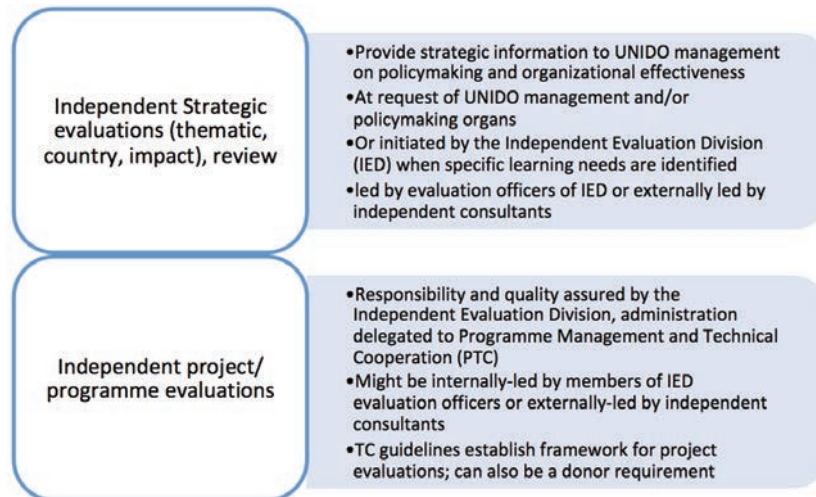 Independent Strategic
evaluations (thematic,
country, impact), review
•Provide strategic information to UNIDO management
on policymaking and organizational effectiveness
•At request of UNIDO management and/or
policymaking organs
•Or initiated by the Independent Evaluation Division
(IED) when specific learning needs are identified
•led by evaluation officers of IED or externally led by
independent consultants
Independent project/
programme evaluations
•Responsibility and quality assured by the
Independent Evaluation Division, administration
delegated to Programme Management and Technical
Cooperation (PTC)
•Might be internally-led by members of IED
evaluation officers or externally-led by independent
consultants
•TC guidelines establish framework for project
evaluations; can also be a donor requirement